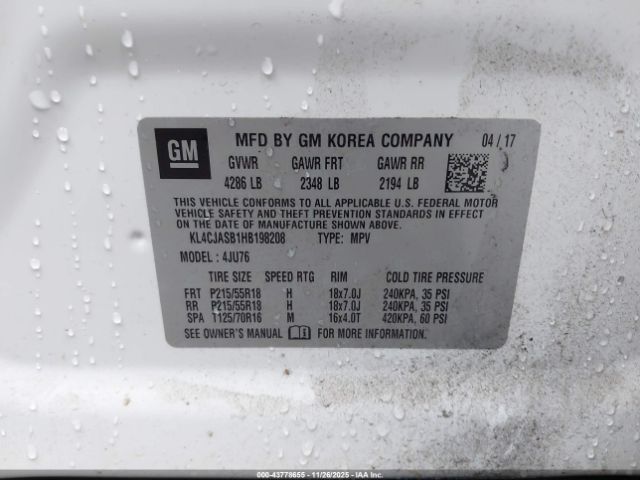 GM MFD BY GM KOREA COMPANY 04 / 17
GVWR GAWR FRT GAWR RR
4286 LB 2348 LB 2194 LB
THIS VEHICLE CONFORMS TO ALL APPLICABLE U.S. FEDERAL MOTOR
VEHICLE SAFETY AND THEFT PREVENTION STANDARDS IN EFFECT ON
THE DATE OF MANUFACTURE SHOWN ABOVE.
KL4CJASB1HB198208 TYPE: MPV
MODEL : 4JU76
TIRE SIZE SPEED RTG RIM COLD TIRE PRESSURE
FRT P215/55R18 H 18x7.0J 240KPA, 35 PSI
RR P215/55R18 H 18x7.0J 240KPA, 35 PSI
SPA T125/70R16 M 16x4.0T 420KPA, 60 PSI
SEE OWNER'S MANUAL FOR MORE INFORMATION.
000-43778655 - 11/26/2025 - IAAI.COM